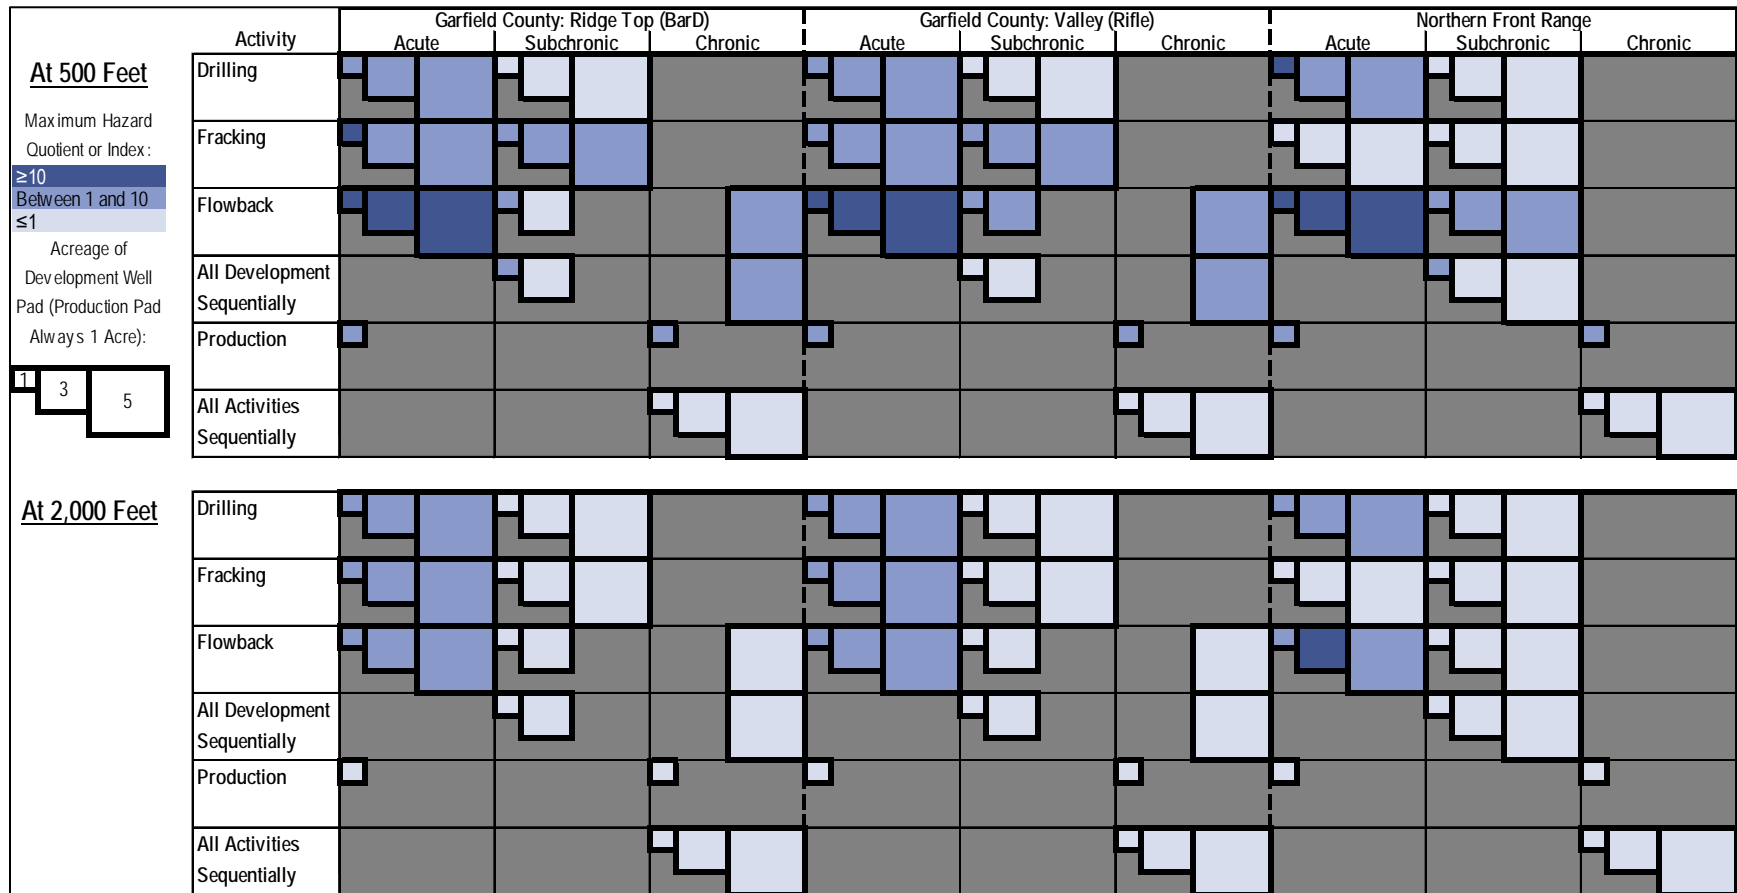 Garfield County: Ridge Top (BarD) Garfield County: Valley (Rifle) Northern Front Range
Activity Acute Subchronic Chronic Acute Subchronic Chronic Acute Subchronic Chronic
At 500 Feet
Maximum Hazard
Quotient or Index:
≥10
Between 1 and 10
≤1
Acreage of
Development Well
Pad (Production Pad
Always 1 Acre):
1 3 5
Drilling
Fracking
Flowback
All Development
Sequentially
Production
All Activities
Sequentially
At 2,000 Feet
Drilling
Fracking
Flowback
All Development
Sequentially
Production
All Activities
Sequentially